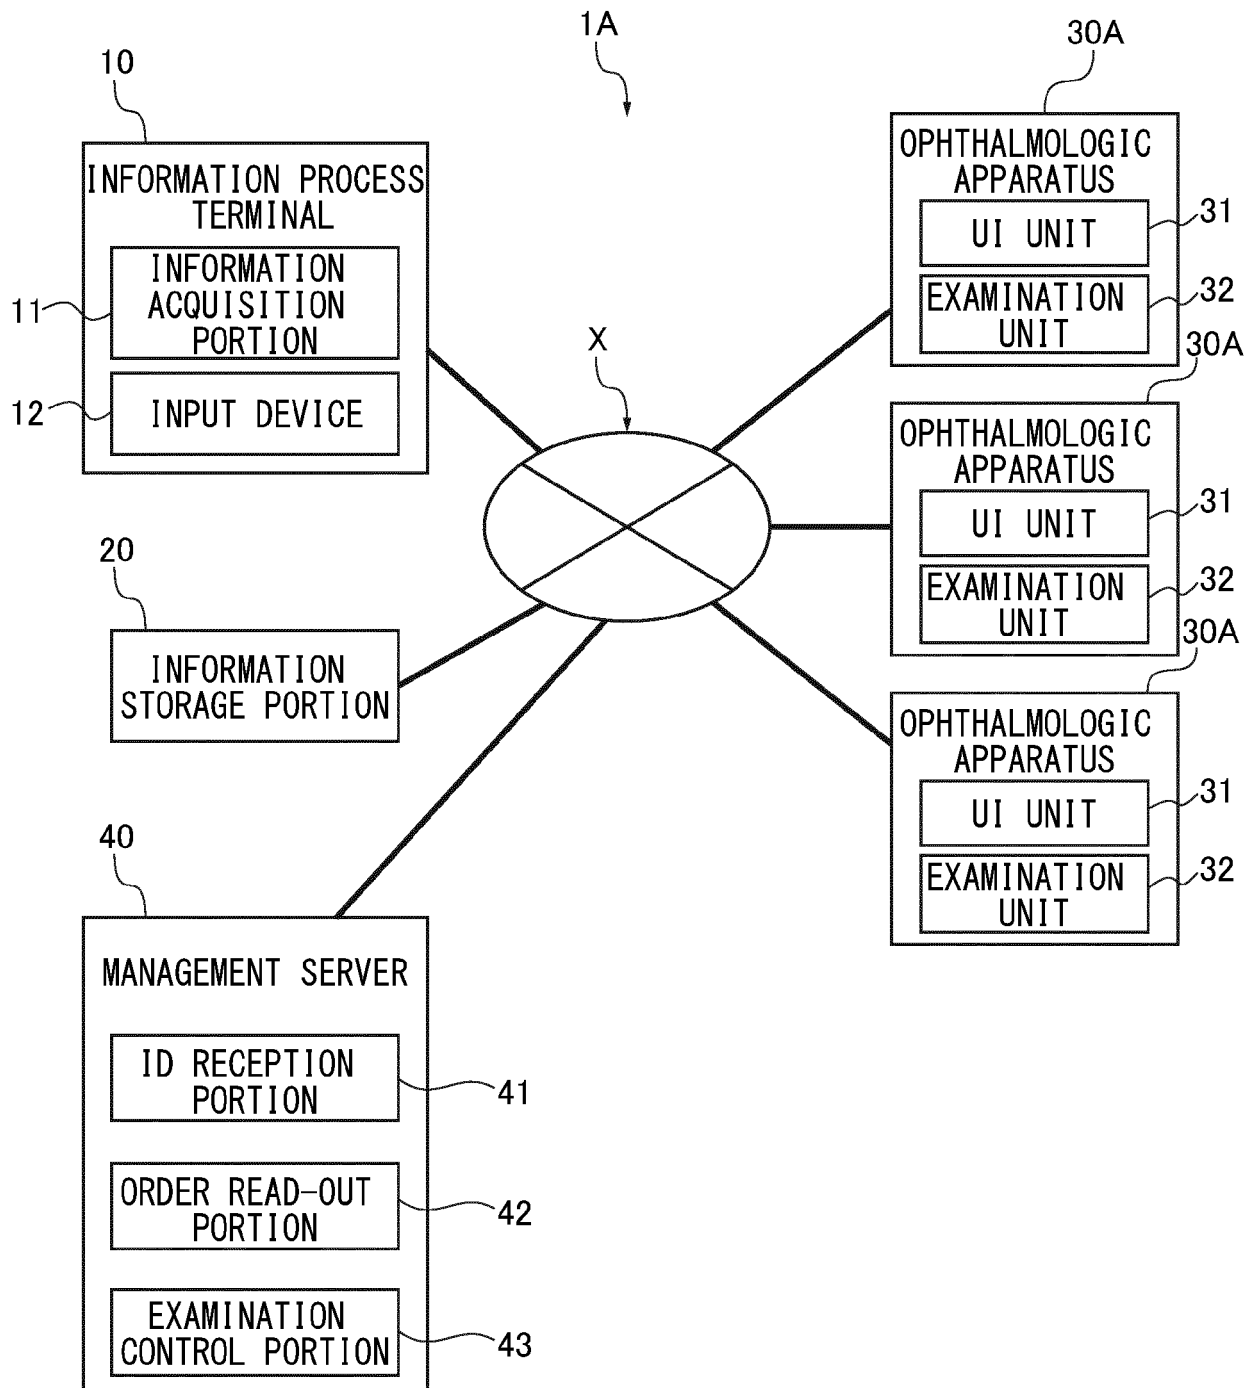 1A
10
INFORMATION PROCESS
TERMINAL
INFORMATION
ACQUISITION
PORTION
11
INPUT DEVICE
12
X
30A
OPHTHALMOLOGIC
APPARATUS
UI UNIT
31
EXAMINATION
UNIT
32
30A
OPHTHALMOLOGIC
APPARATUS
UI UNIT
31
EXAMINATION
UNIT
32
30A
OPHTHALMOLOGIC
APPARATUS
UI UNIT
31
EXAMINATION
UNIT
32
20
INFORMATION
STORAGE PORTION
40
MANAGEMENT SERVER
ID RECEPTION
PORTION
41
ORDER READ-OUT
PORTION
42
EXAMINATION
CONTROL PORTION
43